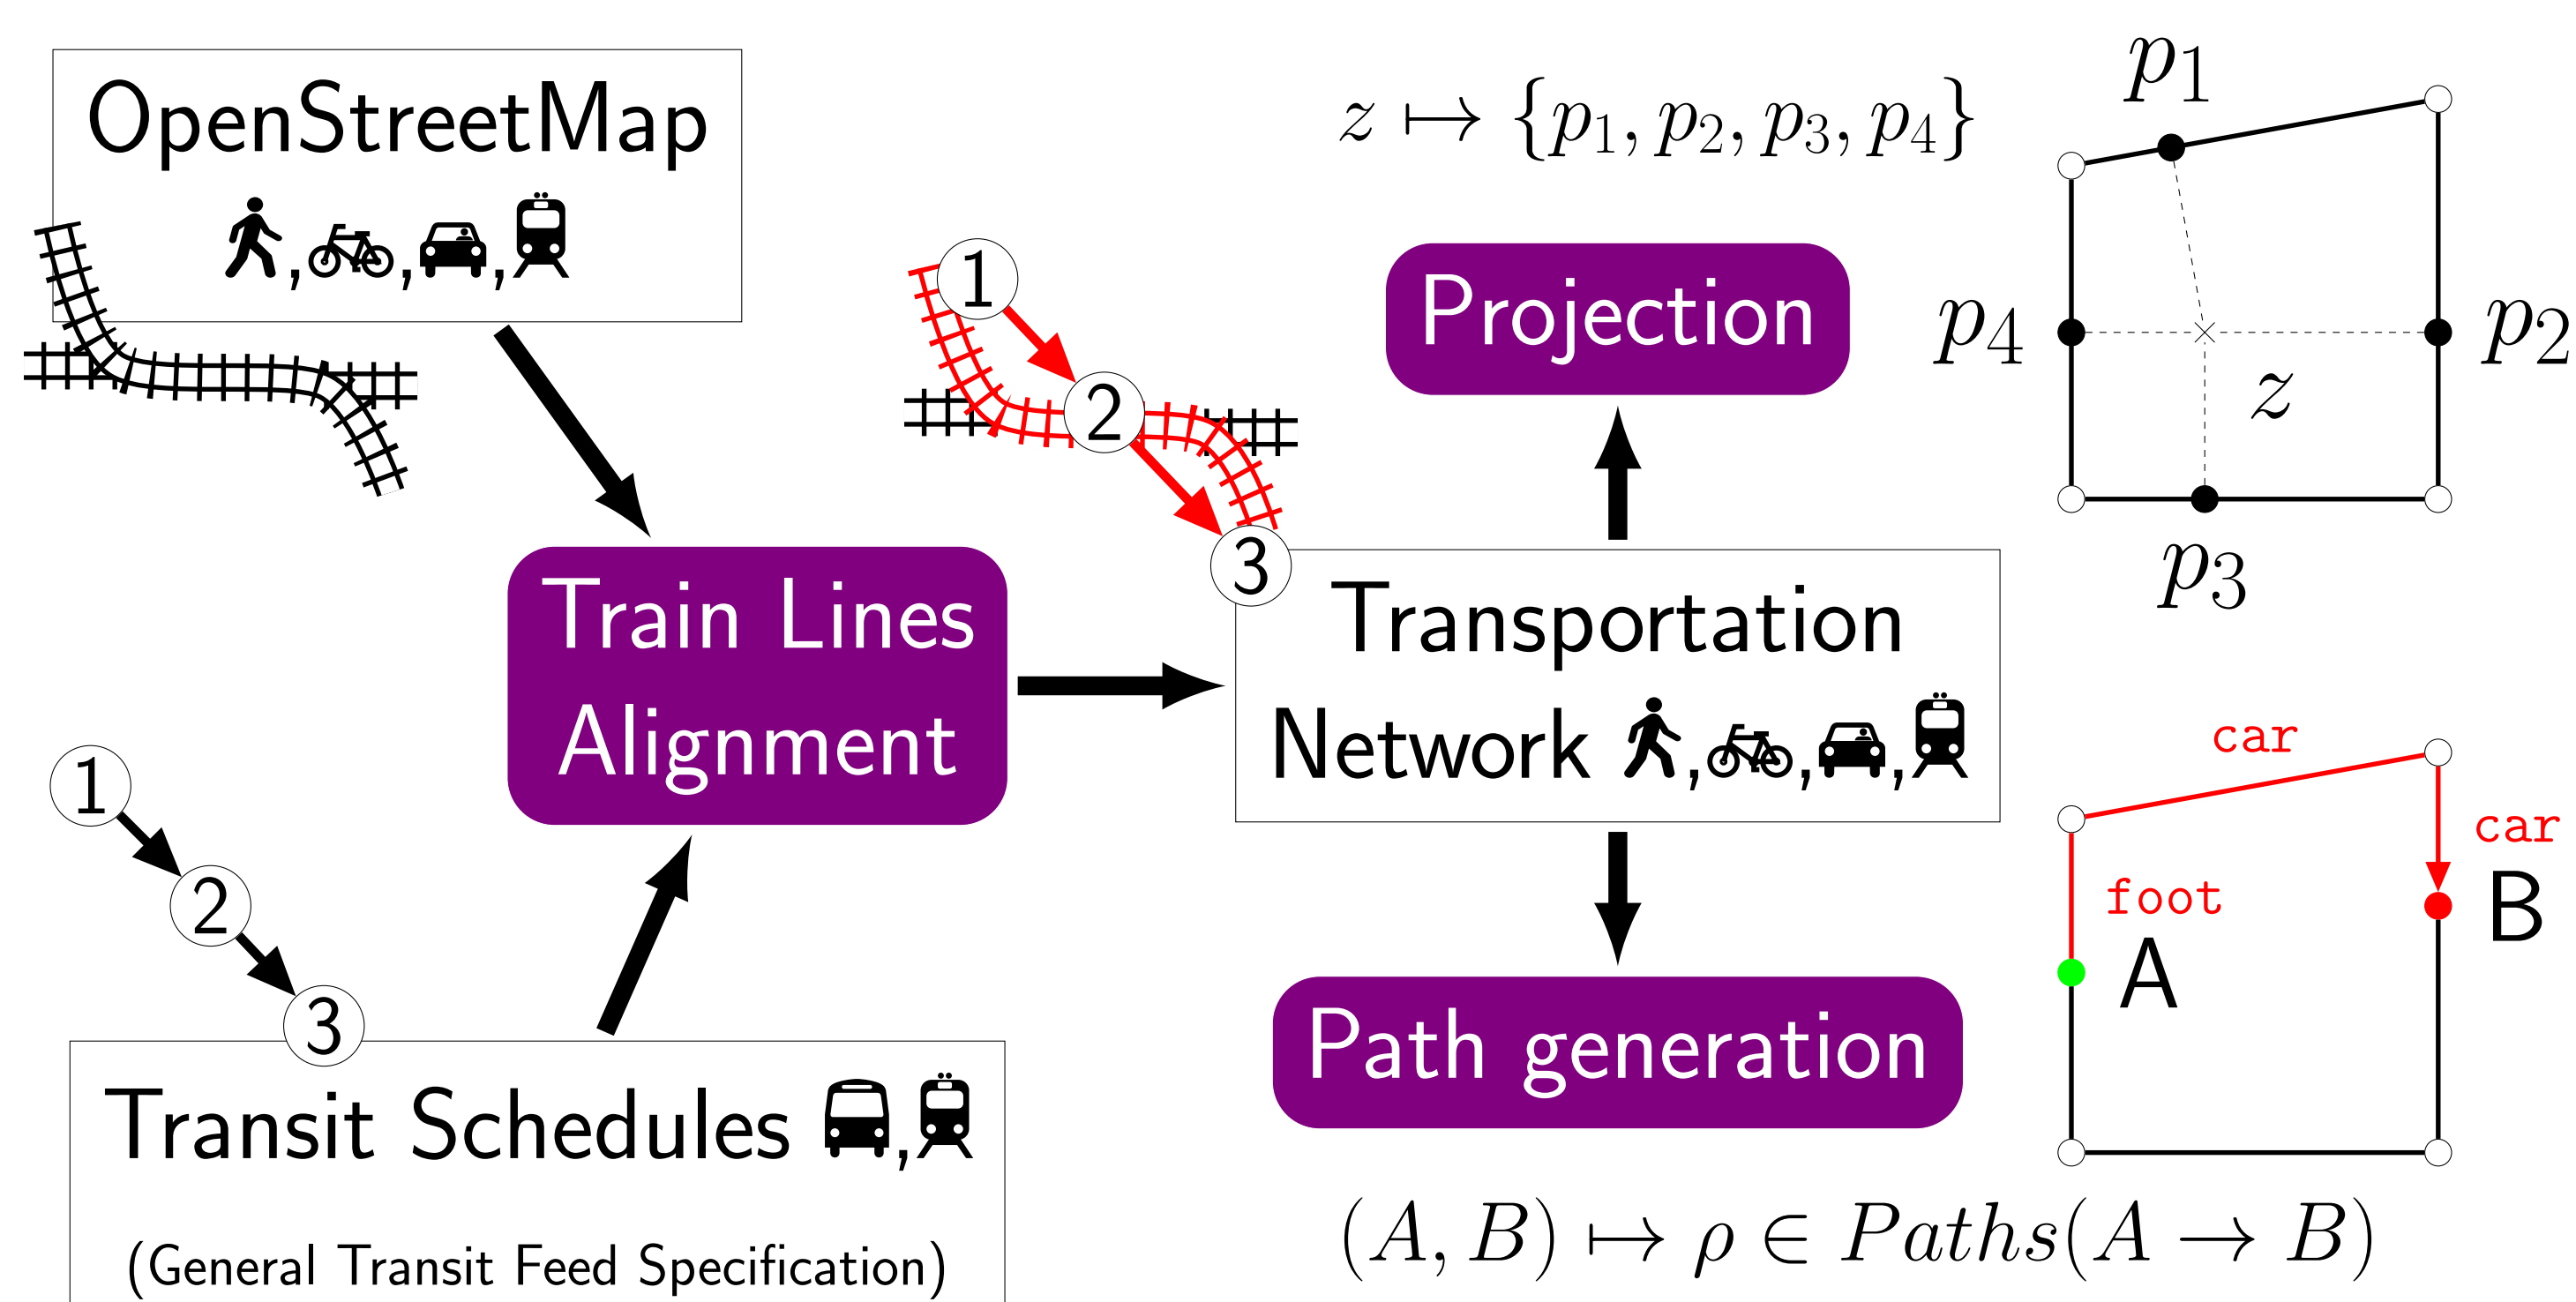 OpenStreetMap
, , ,
1
2
3
Train Lines
Alignment
1
2
3
Transit Schedules ,
(General Transit Feed Specification)
z ↦ {p₁, p₂, p₃, p₄}
Projection
p₁
p₂
p₃
p₄
z
Transportation
Network , , ,
Path generation
(A, B) ↦ ρ ∈ Paths(A → B)
car
car
foot
A
B